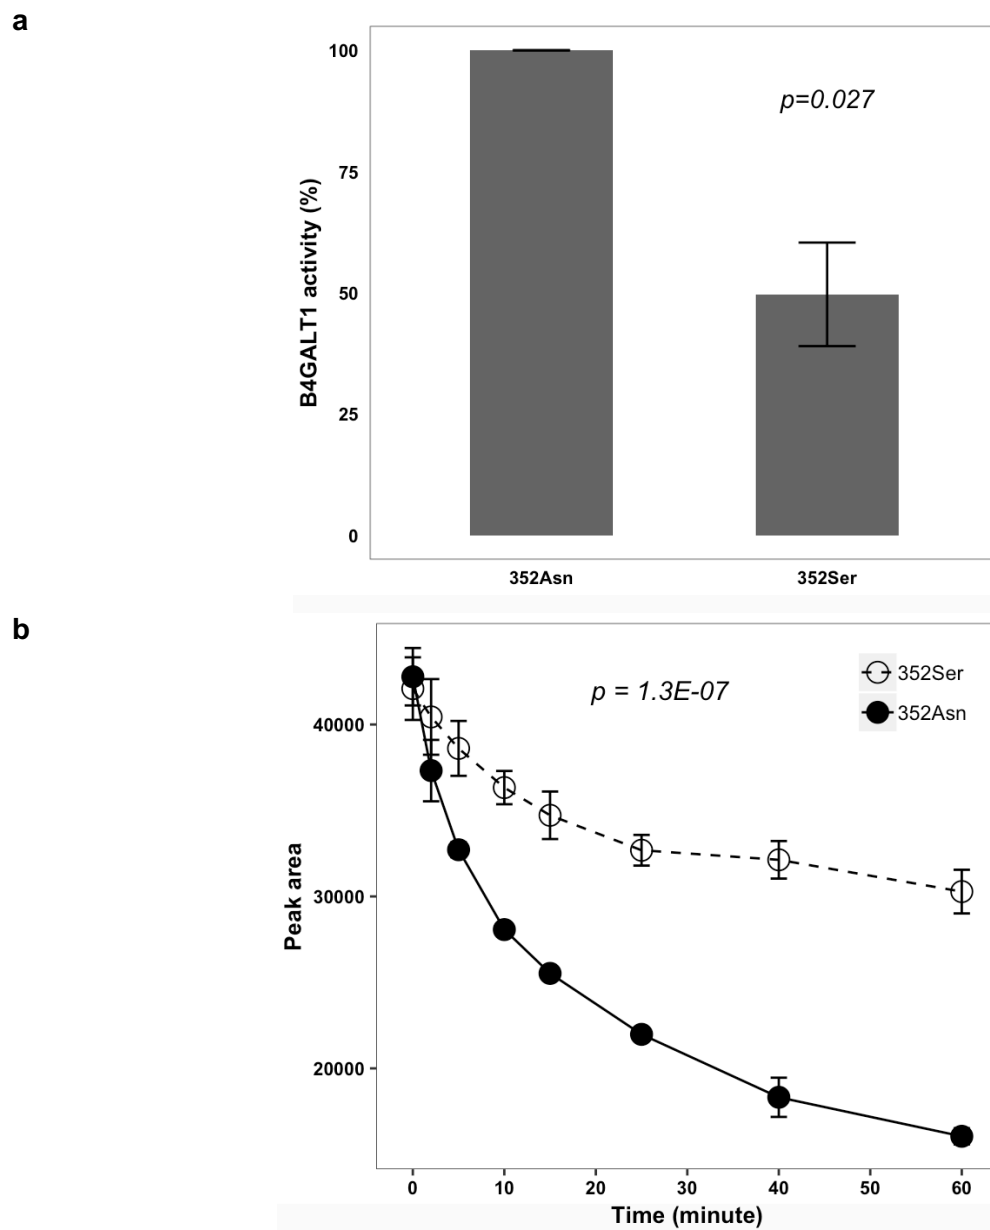 a
100
75
50
25
0
B4GALT1 activity (%)
p=0.027
352Asn 352Ser
b
40000
30000
20000
Peak area
p = 1.3E-07
352Ser
352Asn
0 10 20 30 40 50 60
Time (minute)